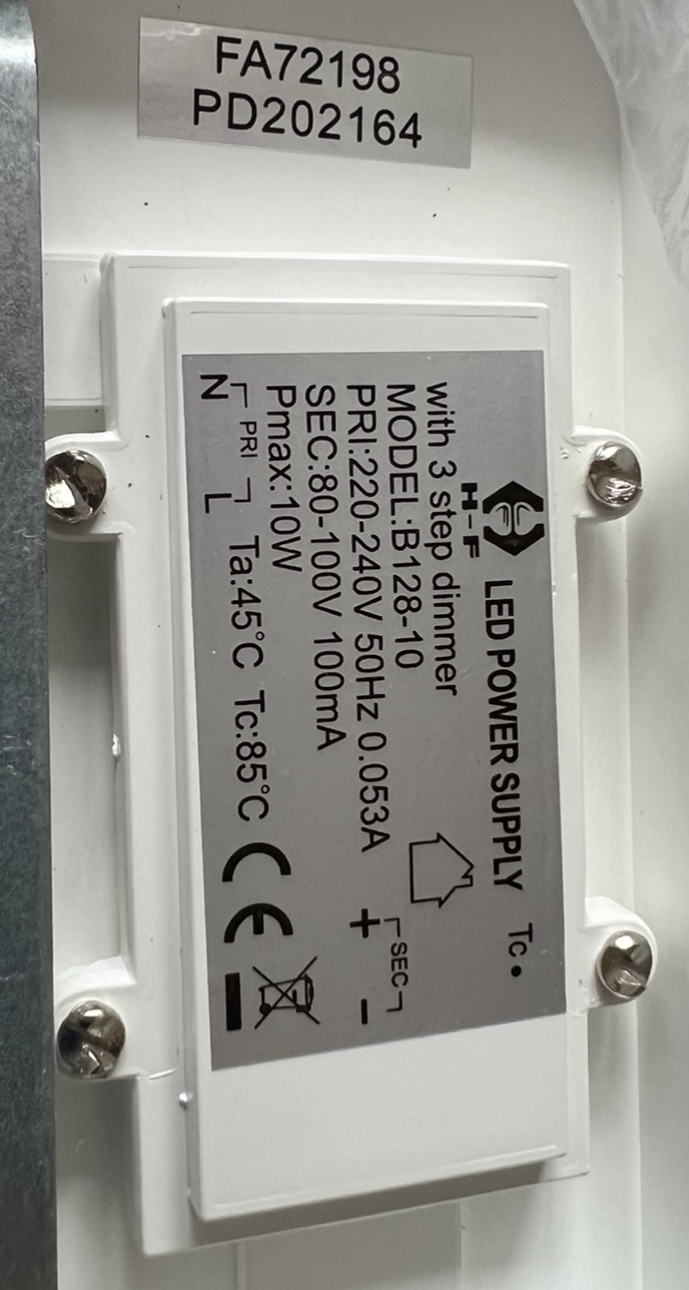 FA72198
PD202164
H-F
LED POWER SUPPLY
Tc
with 3 step dimmer
MODEL:B128-10
PRI:220-240V 50Hz 0.053A
SEC:80-100V 100mA
Pmax:10W
SEC
+ -
PRI
N L
Ta:45°C Tc:85°C
CE